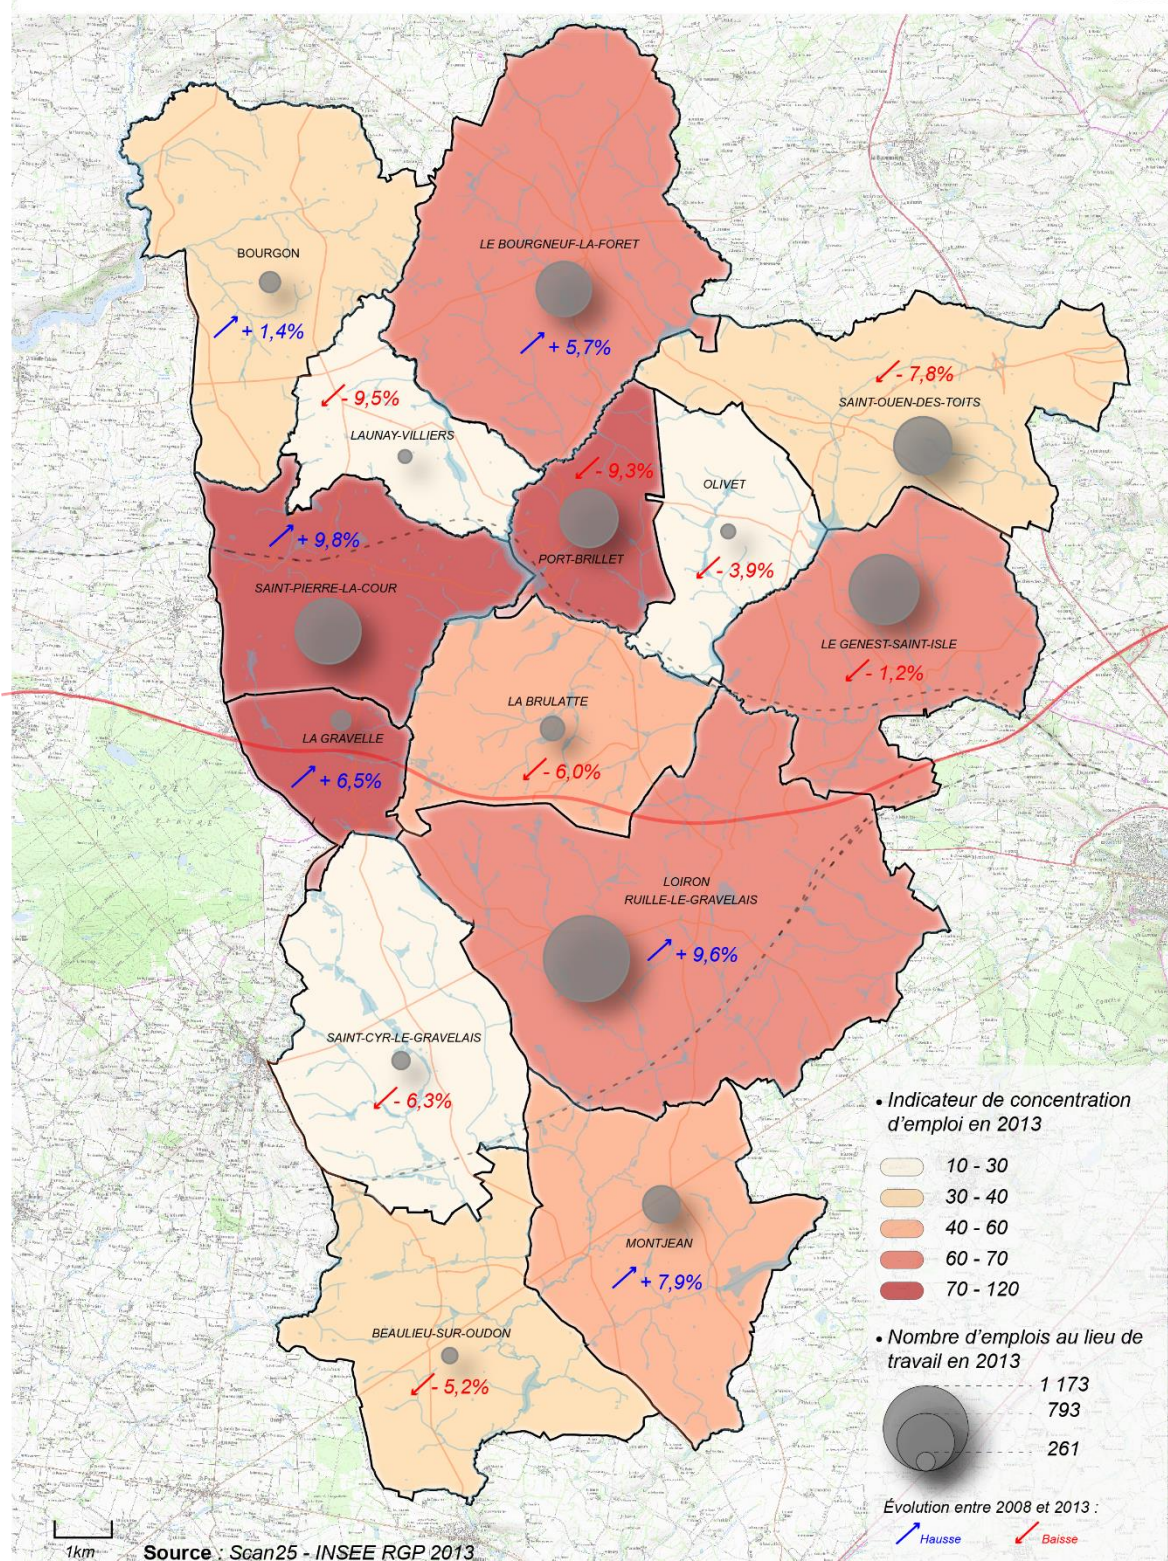 LE BOURGNEUF-LA-FORET
+ 5,7%
BOURGON
+ 1,4%
- 9,5%
LAUNAY-VILLIERS
- 7,8%
SAINT-OUEN-DES-TOITS
- 9,3%
PORT-BRILLET
OLIVET
- 3,9%
+ 9,8%
SAINT-PIERRE-LA-COUR
LE GENEST-SAINT-ISLE
- 1,2%
LA BRULATTE
- 6,0%
LA GRAVELLE
+ 6,5%
LOIRON
RUILLE-LE-GRAVELAIS
+ 9,6%
SAINT-CYR-LE-GRAVELAIS
- 6,3%
MONTJEAN
+ 7,9%
BEAULIEU-SUR-OUDON
- 5,2%
• Indicateur de concentration
d'emploi en 2013
10 - 30
30 - 40
40 - 60
60 - 70
70 - 120
• Nombre d'emplois au lieu de
travail en 2013
1 173
793
261
Évolution entre 2008 et 2013 :
Hausse
Baisse
1km
Source : Scan25 - INSEE RGP 2013